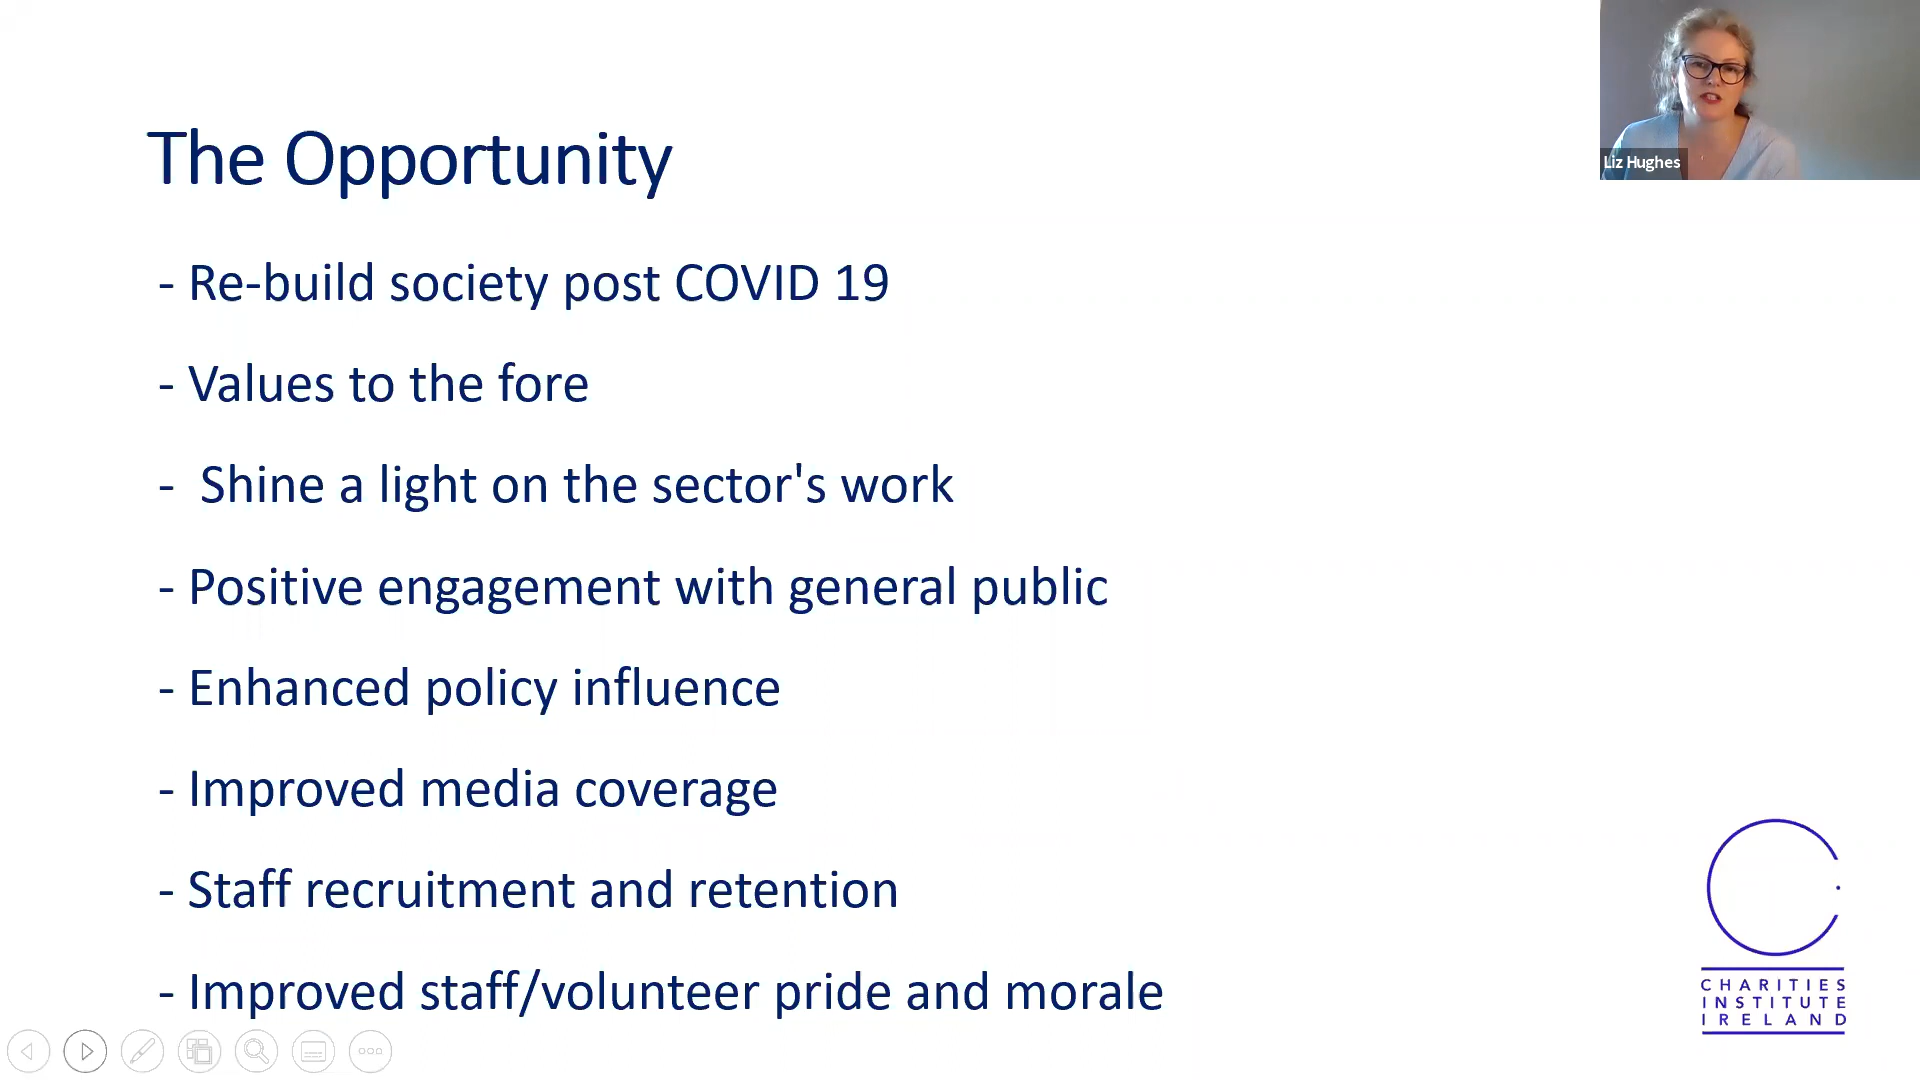 The Opportunity
- Re-build society post COVID 19
- Values to the fore
- Shine a light on the sector's work
- Positive engagement with general public
- Enhanced policy influence
- Improved media coverage
- Staff recruitment and retention
- Improved staff/volunteer pride and morale
Liz Hughes
CHARITIES
INSTITUTE
IRELAND